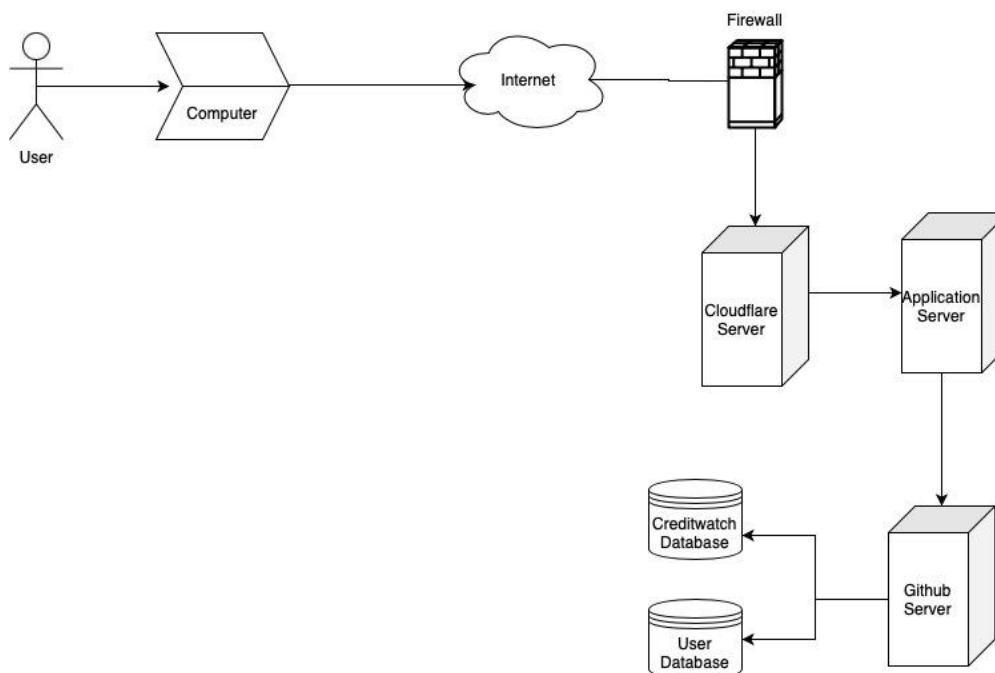 Firewall
Internet
Computer
User
Cloudflare
Server
Application
Server
Creditwatch
Database
Github
Server
User
Database